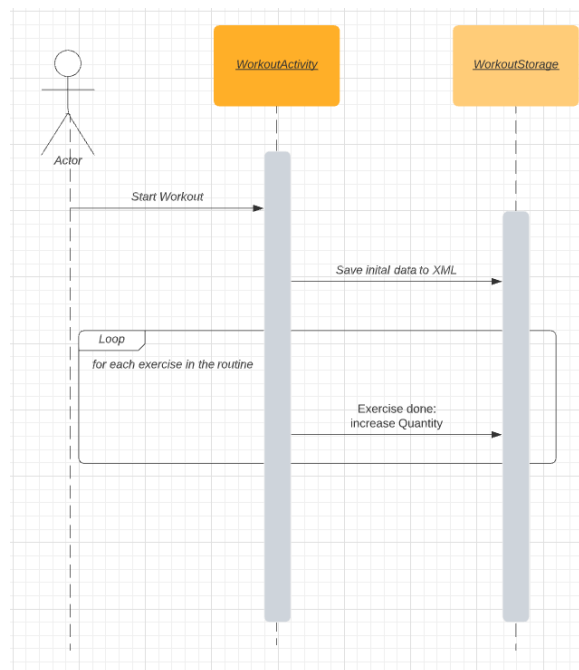 WorkoutActivity
WorkoutStorage
Actor
Start Workout
Save inital data to XML
Loop
for each exercise in the routine
Exercise done:
increase Quantity